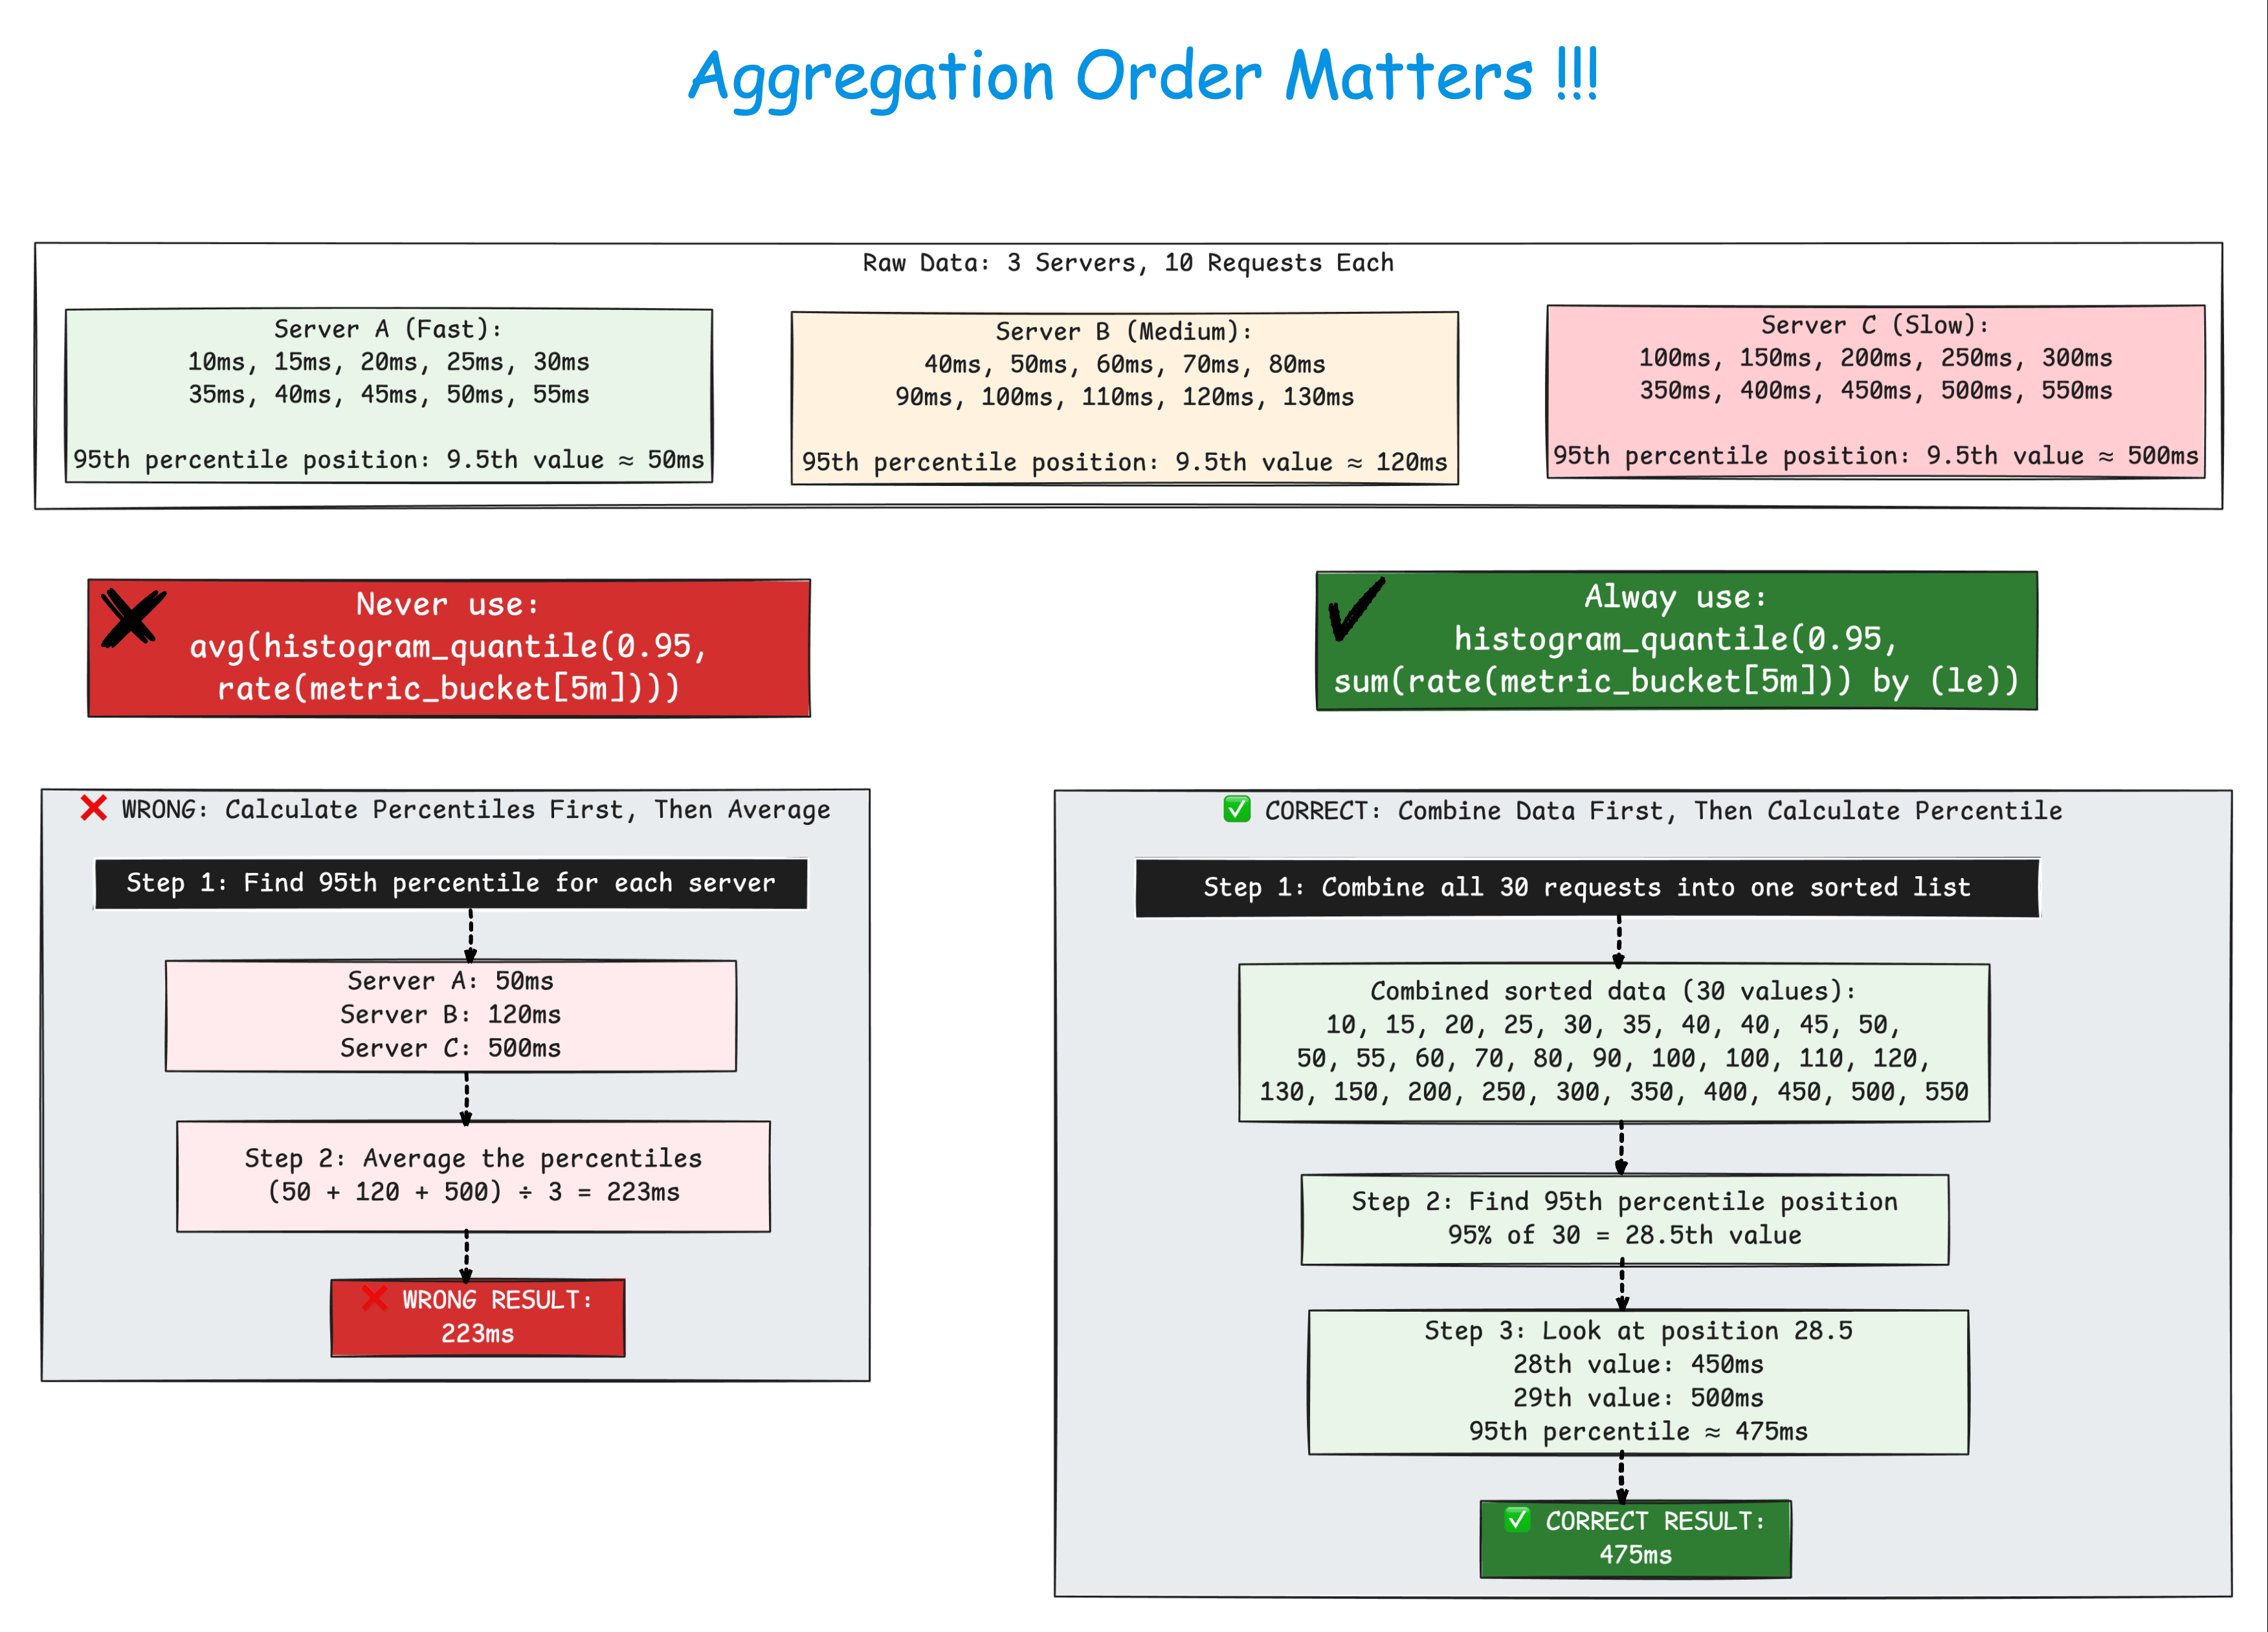 Aggregation Order Matters !!!
Raw Data: 3 Servers, 10 Requests Each
Server A (Fast):
10ms, 15ms, 20ms, 25ms, 30ms
35ms, 40ms, 45ms, 50ms, 55ms
95th percentile position: 9.5th value ≈ 50ms
Server B (Medium):
40ms, 50ms, 60ms, 70ms, 80ms
90ms, 100ms, 110ms, 120ms, 130ms
95th percentile position: 9.5th value ≈ 120ms
Server C (Slow):
100ms, 150ms, 200ms, 250ms, 300ms
350ms, 400ms, 450ms, 500ms, 550ms
95th percentile position: 9.5th value ≈ 500ms
Never use:
avg(histogram_quantile(0.95,
rate(metric_bucket[5m])))
Alway use:
histogram_quantile(0.95,
sum(rate(metric_bucket[5m])) by (le))
❌ WRONG: Calculate Percentiles First, Then Average
Step 1: Find 95th percentile for each server
Server A: 50ms
Server B: 120ms
Server C: 500ms
Step 2: Average the percentiles
(50 + 120 + 500) ÷ 3 = 223ms
❌ WRONG RESULT:
223ms
✅ CORRECT: Combine Data First, Then Calculate Percentile
Step 1: Combine all 30 requests into one sorted list
Combined sorted data (30 values):
10, 15, 20, 25, 30, 35, 40, 40, 45, 50,
50, 55, 60, 70, 80, 90, 100, 100, 110, 120,
130, 150, 200, 250, 300, 350, 400, 450, 500, 550
Step 2: Find 95th percentile position
95% of 30 = 28.5th value
Step 3: Look at position 28.5
28th value: 450ms
29th value: 500ms
95th percentile ≈ 475ms
✅ CORRECT RESULT:
475ms